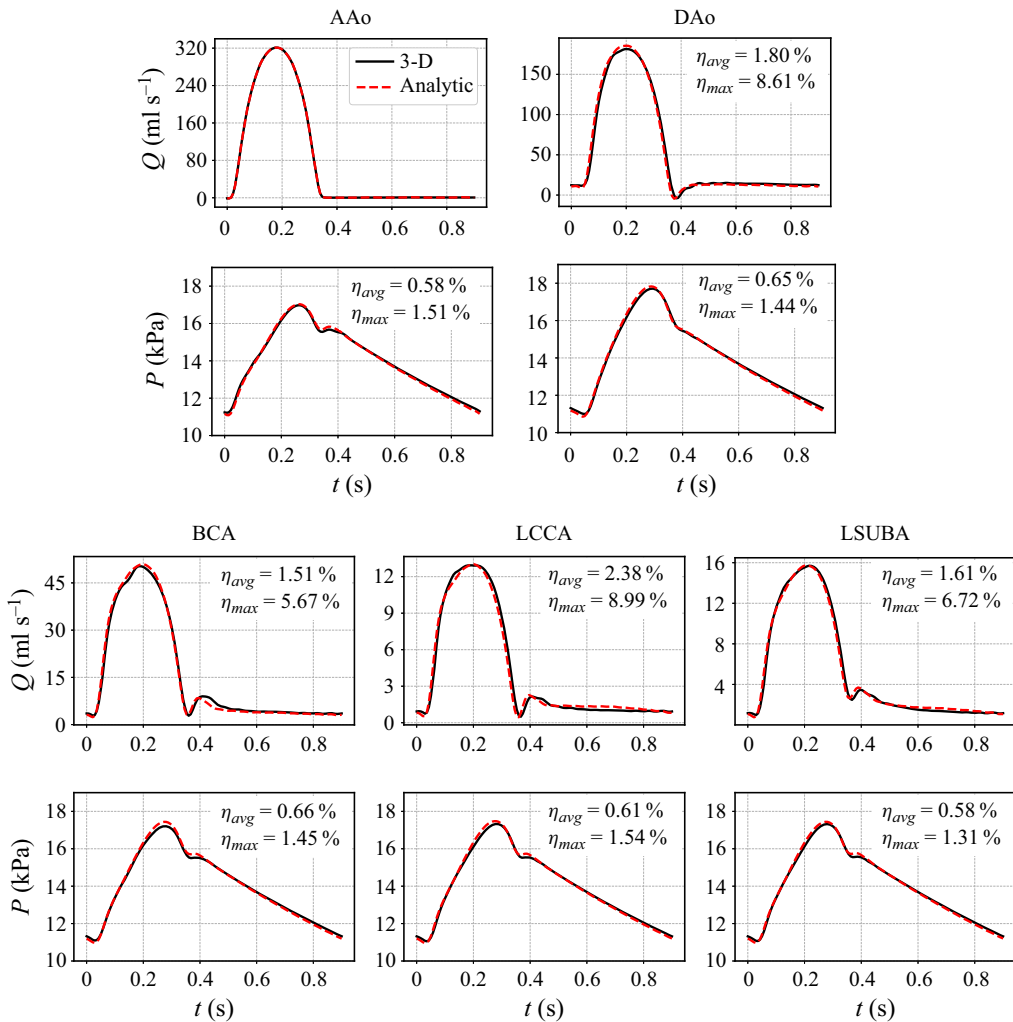 AAo
DAo
Q (ml s⁻¹)
320
240
160
80
0
3-D
Analytic
0 0.2 0.4 0.6 0.8
150
100
50
0
η_avg = 1.80 %
η_max = 8.61 %
0 0.2 0.4 0.6 0.8
P (kPa)
18
16
14
12
10
η_avg = 0.58 %
η_max = 1.51 %
0 0.2 0.4 0.6 0.8
t (s)
18
16
14
12
10
η_avg = 0.65 %
η_max = 1.44 %
0 0.2 0.4 0.6 0.8
t (s)
BCA
LCCA
LSUBA
Q (ml s⁻¹)
45
30
15
0
η_avg = 1.51 %
η_max = 5.67 %
0 0.2 0.4 0.6 0.8
12
9
6
3
0
η_avg = 2.38 %
η_max = 8.99 %
0 0.2 0.4 0.6 0.8
16
12
8
4
η_avg = 1.61 %
η_max = 6.72 %
0 0.2 0.4 0.6 0.8
P (kPa)
18
16
14
12
10
η_avg = 0.66 %
η_max = 1.45 %
0 0.2 0.4 0.6 0.8
t (s)
18
16
14
12
10
η_avg = 0.61 %
η_max = 1.54 %
0 0.2 0.4 0.6 0.8
t (s)
18
16
14
12
10
η_avg = 0.58 %
η_max = 1.31 %
0 0.2 0.4 0.6 0.8
t (s)